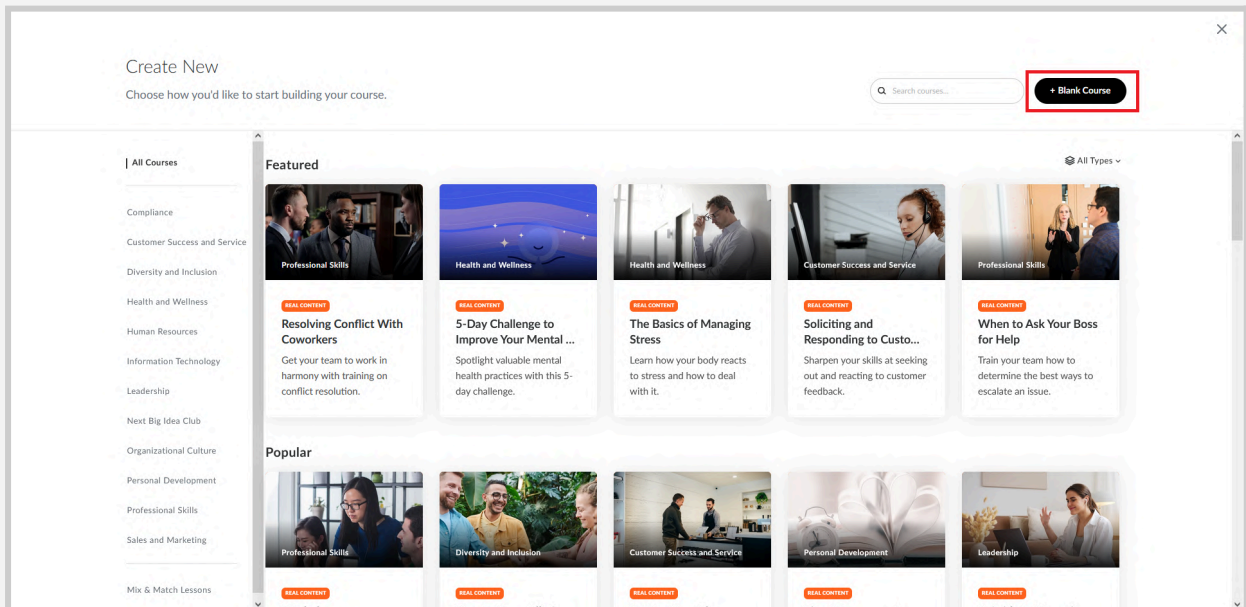 Create New
Choose how you'd like to start building your course.
Search courses...
+ Blank Course
All Courses
Compliance
Customer Success and Service
Diversity and Inclusion
Health and Wellness
Human Resources
Information Technology
Leadership
Next Big Idea Club
Organizational Culture
Personal Development
Professional Skills
Sales and Marketing
Mix & Match Lessons
Featured
All Types
Professional Skills
REAL CONTENT
Resolving Conflict With
Coworkers
Get your team to work in
harmony with training on
conflict resolution.
Health and Wellness
REAL CONTENT
5-Day Challenge to
Improve Your Mental ...
Spotlight valuable mental
health practices with this 5-
day challenge.
Health and Wellness
REAL CONTENT
The Basics of Managing
Stress
Learn how your body reacts
to stress and how to deal
with it.
Customer Success and Service
REAL CONTENT
Soliciting and
Responding to Custo...
Sharpen your skills at seeking
out and reacting to customer
feedback.
Professional Skills
REAL CONTENT
When to Ask Your Boss
for Help
Train your team how to
determine the best ways to
escalate an issue.
Popular
Professional Skills
REAL CONTENT
Diversity and Inclusion
REAL CONTENT
Customer Success and Service
REAL CONTENT
Personal Development
REAL CONTENT
Leadership
REAL CONTENT